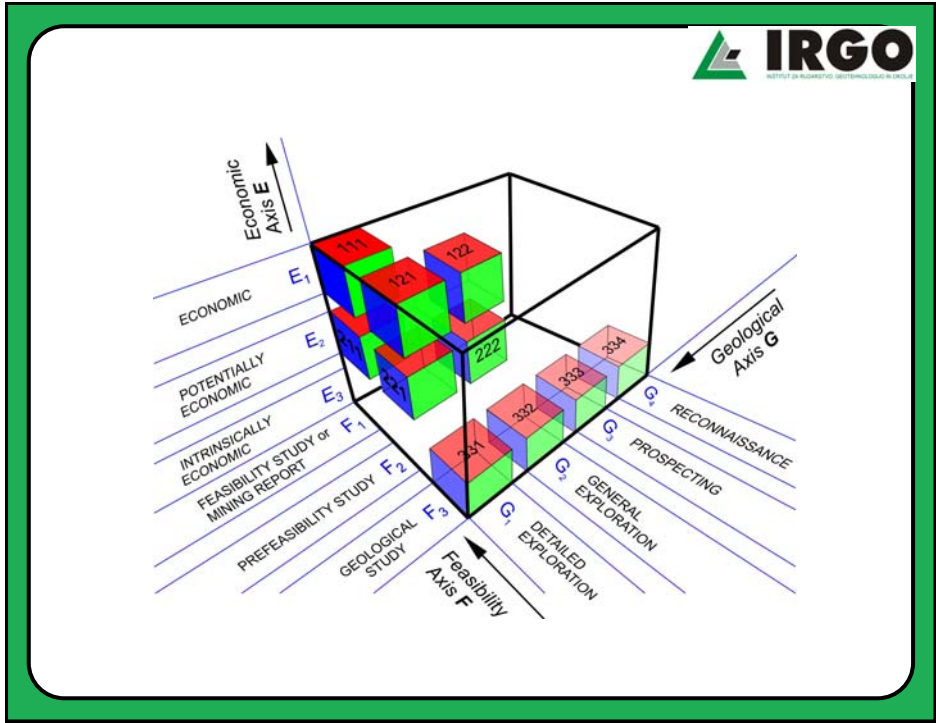 IRGO
INŠTITUT ZA RUDARSTVO, GEOTEHNOLOGIJO IN OKOLJE
Economic
Axis E
E1
ECONOMIC
E2
POTENTIALLY
ECONOMIC
E3
INTRINSICALLY
ECONOMIC
F1
FEASIBILITY STUDY or
MINING REPORT
F2
PREFEASIBILITY STUDY
F3
GEOLOGICAL
STUDY
Feasibility
Axis F
G1
DETAILED
EXPLORATION
G2
GENERAL
EXPLORATION
G3
PROSPECTING
G4
RECONNAISSANCE
Geological
Axis G
111
121
122
211
221
222
331
332
333
334